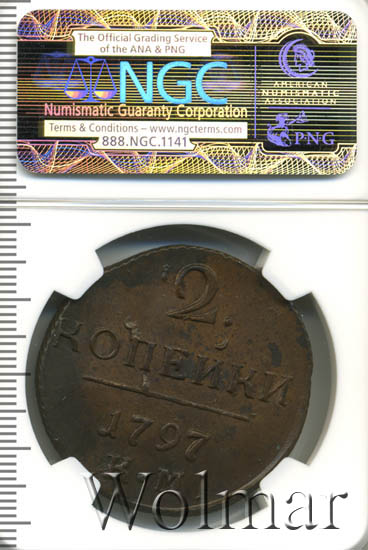 The Official Grading Service
of the ANA & PNG
NGC
Numismatic Guaranty Corporation
Terms & Conditions – www.ngcterms.com
888.NGC.1141
AMERICAN
NUMISMATIC
ASSOCIATION
PNG
2
КОПЕЙКИ
1797
К М
Wolmar